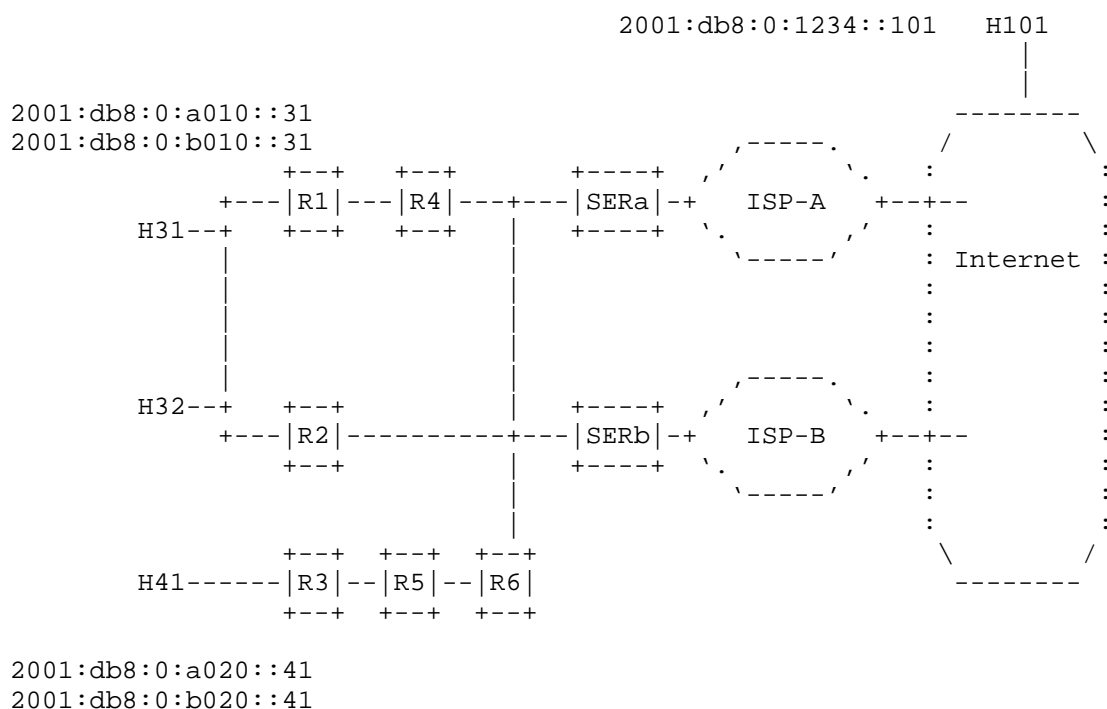 2001:db8:0:1234::101 H101
2001:db8:0:a010::31
2001:db8:0:b010::31
R1 R4 SERa ISP-A
H31
Internet
H32
R2 SERb ISP-B
H41 R3 R5 R6
2001:db8:0:a020::41
2001:db8:0:b020::41